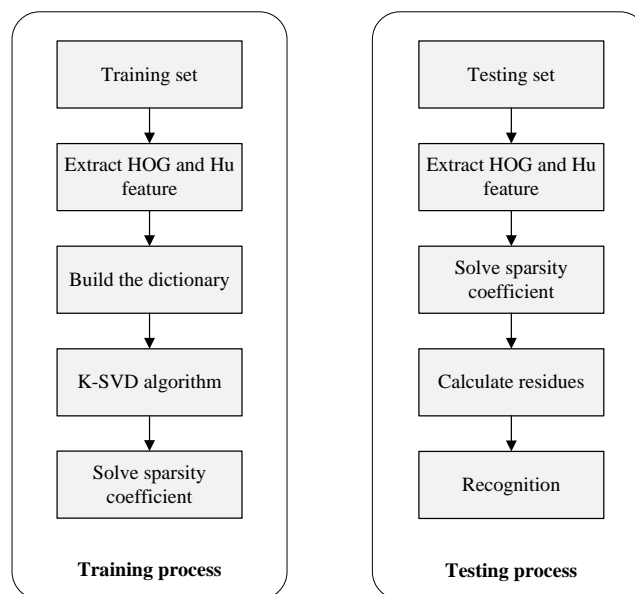 Training set
Extract HOG and Hu
feature
Build the dictionary
K-SVD algorithm
Solve sparsity
coefficient
Training process
Testing set
Extract HOG and Hu
feature
Solve sparsity
coefficient
Calculate residues
Recognition
Testing process